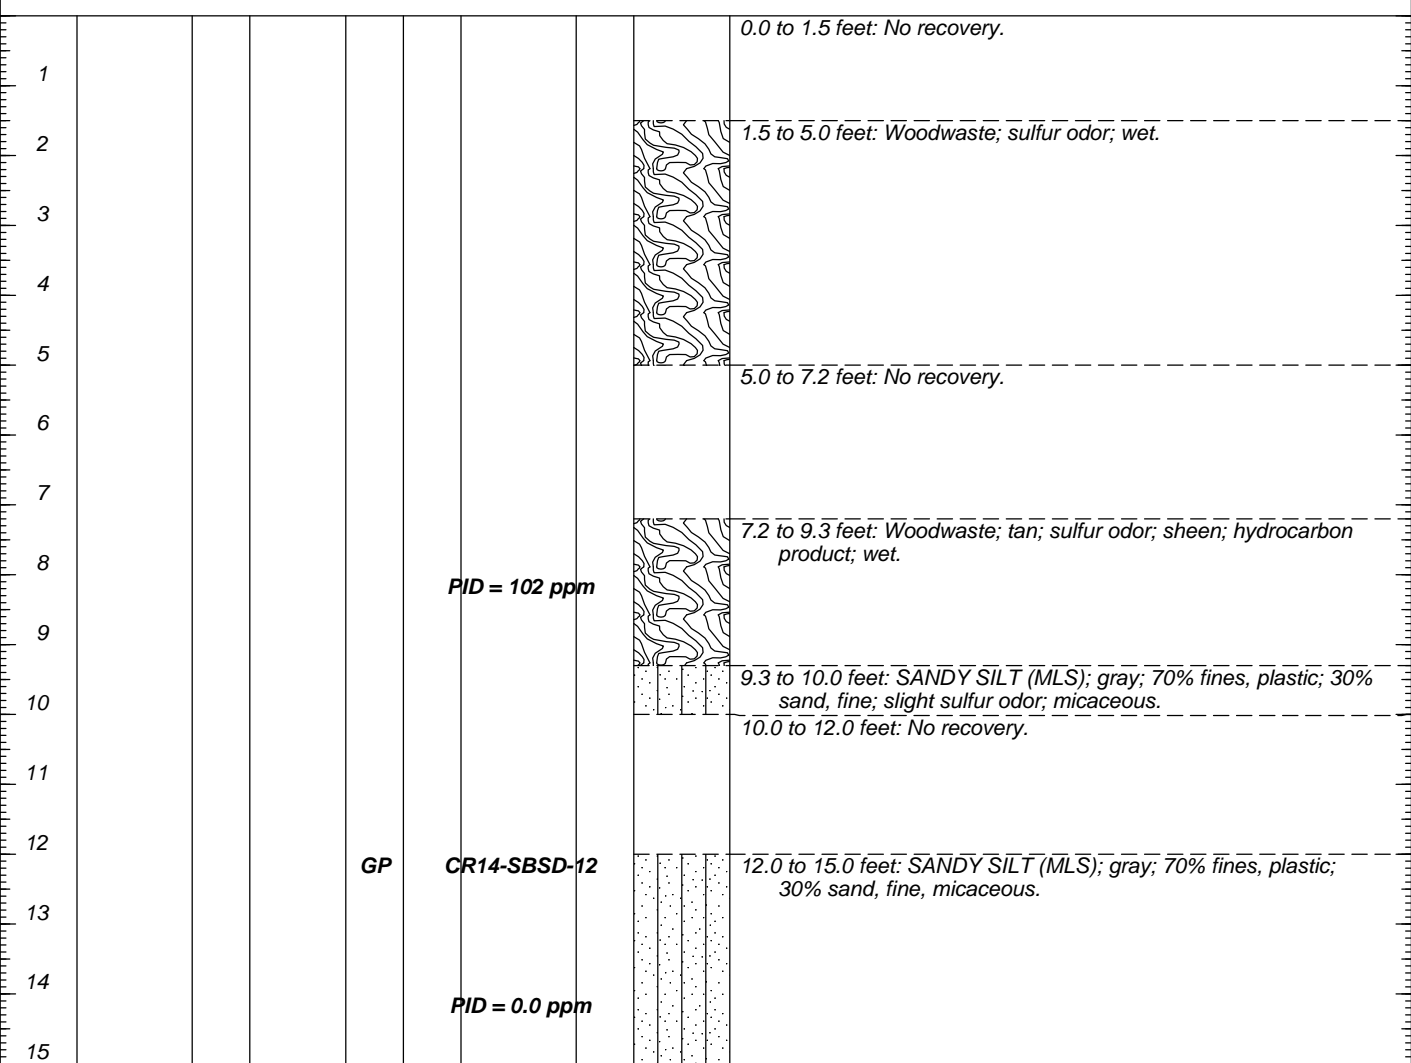 0.0 to 1.5 feet: No recovery.
1
1.5 to 5.0 feet: Woodwaste; sulfur odor; wet.
2
3
4
5
5.0 to 7.2 feet: No recovery.
6
7
7.2 to 9.3 feet: Woodwaste; tan; sulfur odor; sheen; hydrocarbon
product; wet.
8
PID = 102 ppm
9
9.3 to 10.0 feet: SANDY SILT (MLS); gray; 70% fines, plastic; 30%
sand, fine; slight sulfur odor; micaceous.
10
10.0 to 12.0 feet: No recovery.
11
12
GP CR14-SBSD-12 12.0 to 15.0 feet: SANDY SILT (MLS); gray; 70% fines, plastic;
30% sand, fine, micaceous.
13
14
PID = 0.0 ppm
15